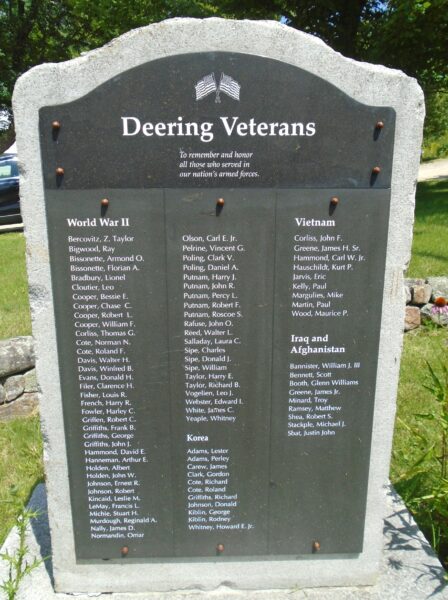 Deering Veterans
To remember and honor
all those who served in
our nation's armed forces.
World War II
Bercovitz, Z. Taylor
Bigwood, Ray
Bissonette, Armond O.
Bissonette, Florian A.
Bradbury, Lionel
Cloutier, Leo
Cooper, Bessie E.
Cooper, Chase C.
Cooper, Robert L.
Cooper, William F.
Corliss, Thomas G.
Cote, Norman N.
Cote, Roland F.
Davis, Walter H.
Davis, Winfred B.
Evans, Donald H.
Filer, Clarence H.
Fisher, Louis R.
French, Harry R.
Fowler, Harley C.
Griffen, Robert C.
Griffiths, Frank B.
Griffiths, George
Griffiths, John J.
Hammond, David E.
Hanneman, Arthur E.
Holden, Albert
Holden, John W.
Johnson, Ernest R.
Johnson, Robert
Kincaid, Leslie M.
LeMay, Francis L.
Michie, Stuart H.
Murdough, Reginald A.
Nally, James D.
Normandin, Omar
Olson, Carl E. Jr.
Pelrine, Vincent G.
Poling, Clark V.
Poling, Daniel A.
Putnam, Harry J.
Putnam, John R.
Putnam, Percy L.
Putnam, Robert F.
Putnam, Roscoe S.
Rafuse, John O.
Reed, Walter L.
Salladay, Laura C.
Sipe, Charles
Sipe, Donald J.
Sipe, William
Taylor, Harry E.
Taylor, Richard B.
Vogelien, Leo J.
Webster, Edward I.
White, James C.
Yeaple, Whitney
Korea
Adams, Lester
Adams, Perley
Carew, James
Clark, Gordon
Cote, Richard
Cote, Roland
Griffiths, Richard
Johnson, Donald
Kiblin, George
Kiblin, Rodney
Whitney, Howard E. Jr.
Vietnam
Corliss, John F.
Greene, James H. Sr.
Hammond, Carl W. Jr.
Hauschildt, Kurt P.
Jarvis, Eric
Kelly, Paul
Margulies, Mike
Martin, Paul
Wood, Maurice P.
Iraq and
Afghanistan
Bannister, William J. III
Bennett, Scott
Booth, Glenn Williams
Greene, James Jr.
Minard, Troy
Ramsey, Matthew
Shea, Robert S.
Stackple, Michael J.
Sbat, Justin John